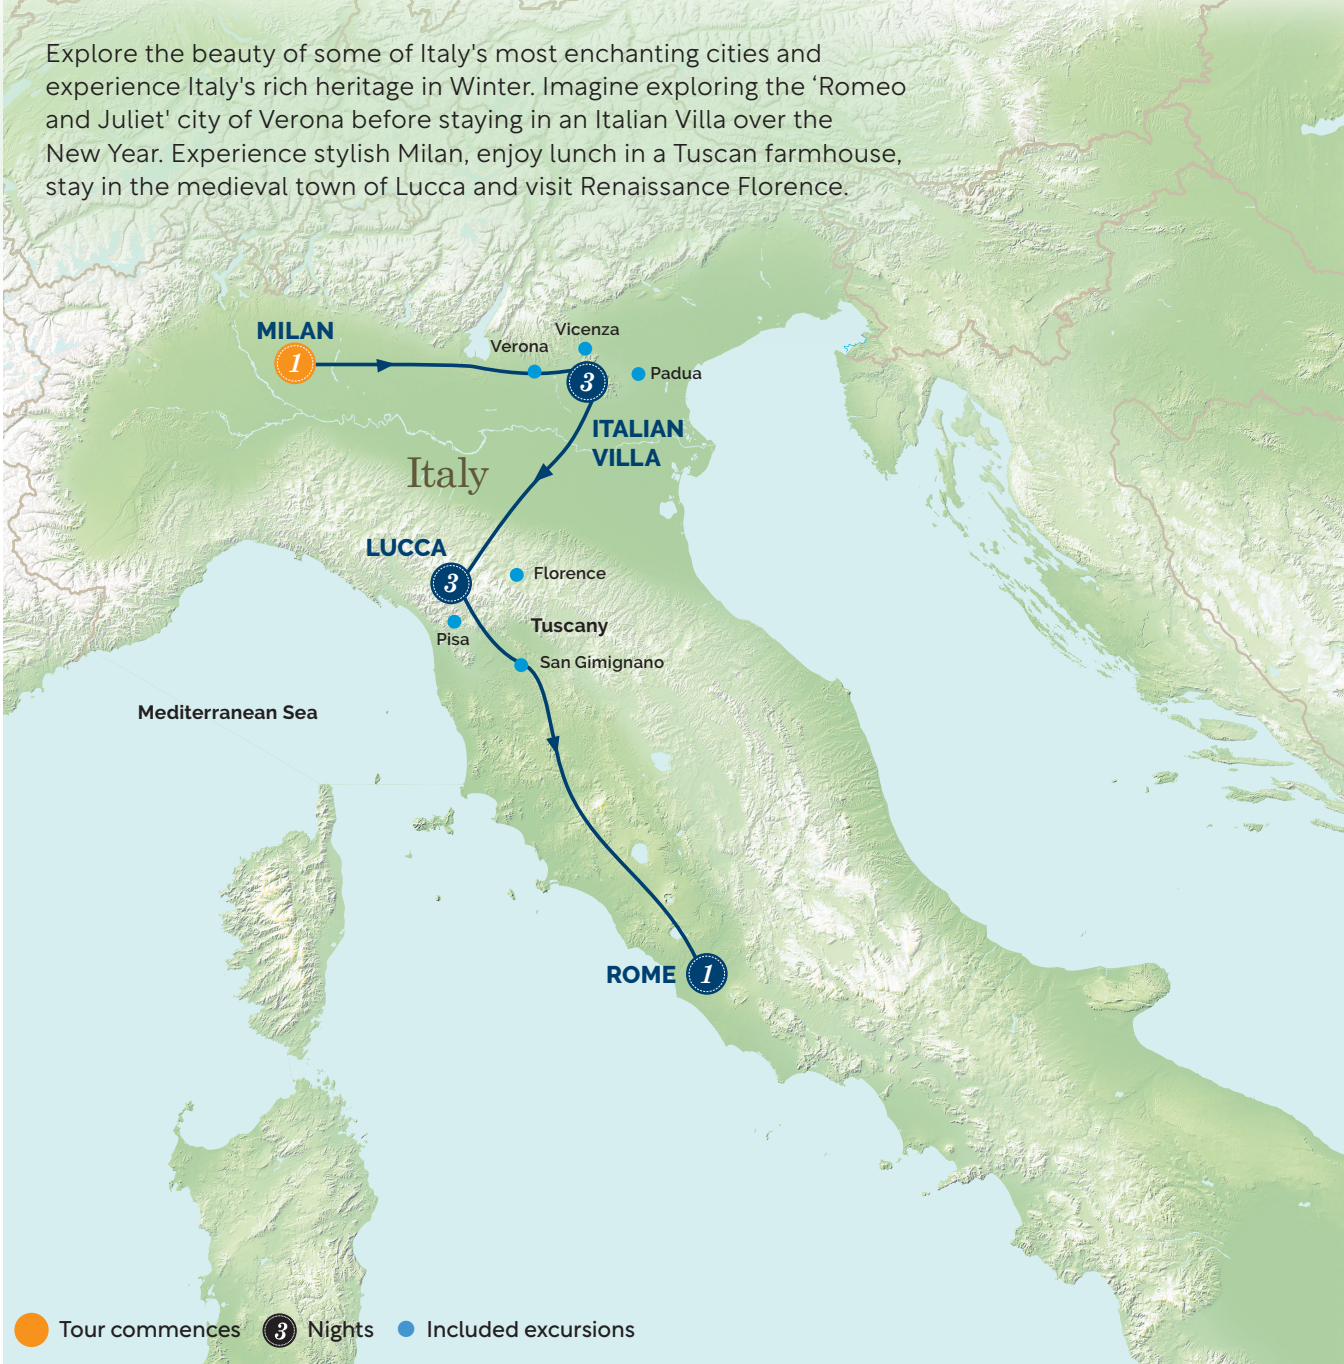 Explore the beauty of some of Italy's most enchanting cities and
experience Italy's rich heritage in Winter. Imagine exploring the ‘Romeo
and Juliet' city of Verona before staying in an Italian Villa over the
New Year. Experience stylish Milan, enjoy lunch in a Tuscan farmhouse,
stay in the medieval town of Lucca and visit Renaissance Florence.
MILAN
1
Vicenza
Verona
3
Padua
ITALIAN
VILLA
Italy
LUCCA
3
Florence
Pisa
Tuscany
San Gimignano
Mediterranean Sea
ROME
1
Tour commences
3
Nights
Included excursions